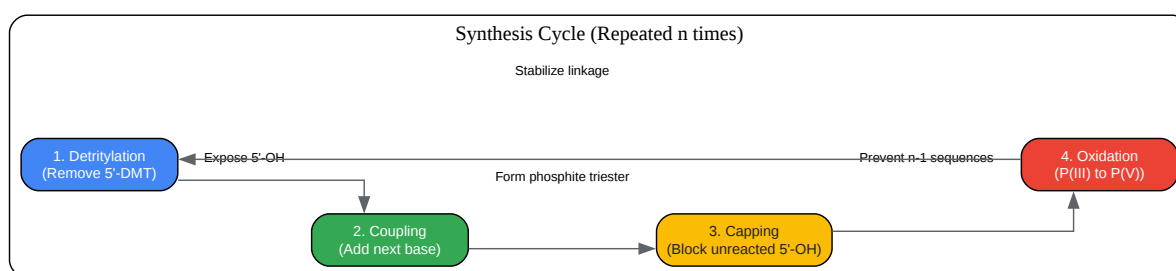 Synthesis Cycle (Repeated n times)
Stabilize linkage
1. Detritylation
(Remove 5'-DMT)
Expose 5'-OH
Prevent n-1 sequences
4. Oxidation
(P(III) to P(V))
Form phosphite triester
2. Coupling
(Add next base)
3. Capping
(Block unreacted 5'-OH)